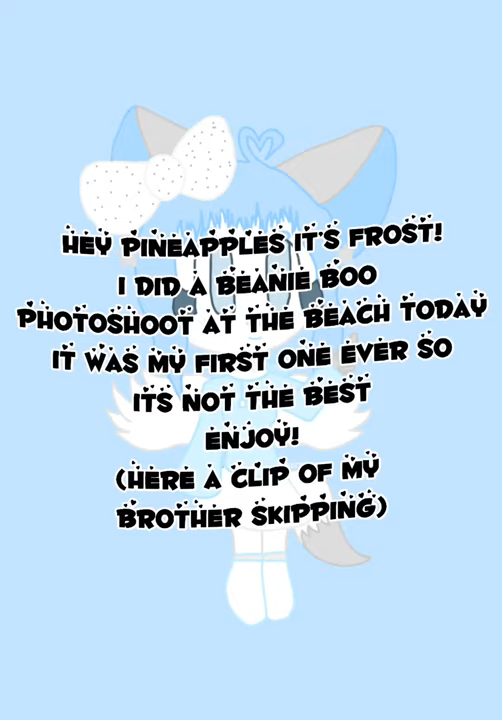 HEY PINEAPPLES IT'S FROST!
I DID A BEANIE BOO
PHOTOSHOOT AT THE BEACH TODAY
IT WAS MY FIRST ONE EVER SO
ITS NOT THE BEST
ENJOY!
(HERE A CLIP OF MY
BROTHER SKIPPING)